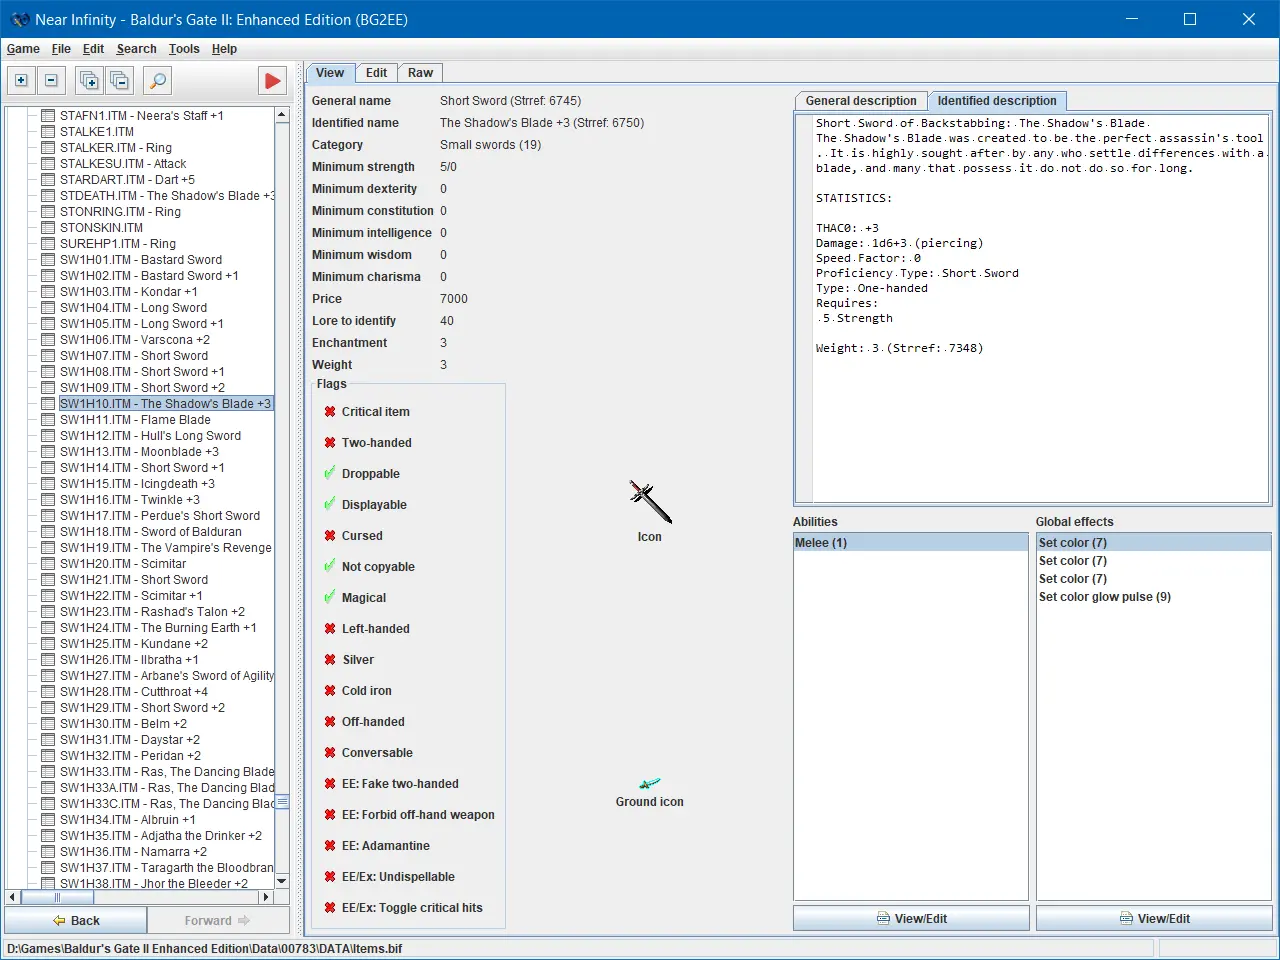 Near Infinity - Baldur's Gate II: Enhanced Edition (BG2EE)
Game File Edit Search Tools Help
STAFN1.ITM - Neera's Staff +1
STALKE1.ITM
STALKER.ITM - Ring
STALKESU.ITM - Attack
STARDART.ITM - Dart +5
STDEATH.ITM - The Shadow's Blade +3
STONRING.ITM - Ring
STONSKIN.ITM
SUREHP1.ITM - Ring
SW1H01.ITM - Bastard Sword
SW1H02.ITM - Bastard Sword +1
SW1H03.ITM - Kondar +1
SW1H04.ITM - Long Sword
SW1H05.ITM - Long Sword +1
SW1H06.ITM - Varscona +2
SW1H07.ITM - Short Sword
SW1H08.ITM - Short Sword +1
SW1H09.ITM - Short Sword +2
SW1H10.ITM - The Shadow's Blade +3
SW1H11.ITM - Flame Blade
SW1H12.ITM - Hull's Long Sword
SW1H13.ITM - Moonblade +3
SW1H14.ITM - Short Sword +1
SW1H15.ITM - Icingdeath +3
SW1H16.ITM - Twinkle +3
SW1H17.ITM - Perdue's Short Sword
SW1H18.ITM - Sword of Balduran
SW1H19.ITM - The Vampire's Revenge
SW1H20.ITM - Scimitar
SW1H21.ITM - Short Sword
SW1H22.ITM - Scimitar +1
SW1H23.ITM - Rashad's Talon +2
SW1H24.ITM - The Burning Earth +1
SW1H25.ITM - Kundane +2
SW1H26.ITM - Ilbratha +1
SW1H27.ITM - Arbane's Sword of Agility
SW1H28.ITM - Cutthroat +4
SW1H29.ITM - Short Sword +2
SW1H30.ITM - Belm +2
SW1H31.ITM - Daystar +2
SW1H32.ITM - Peridan +2
SW1H33.ITM - Ras, The Dancing Blade
SW1H33A.ITM - Ras, The Dancing Blad
SW1H33C.ITM - Ras, The Dancing Blac
SW1H34.ITM - Albruin +1
SW1H35.ITM - Adjatha the Drinker +2
SW1H36.ITM - Namarra +2
SW1H37.ITM - Taragarth the Bloodbran
SW1H38.ITM - Jhor the Bleeder +2
Back Forward
View Edit Raw
General name Short Sword (Strref: 6745)
Identified name The Shadow's Blade +3 (Strref: 6750)
Category Small swords (19)
Minimum strength 5/0
Minimum dexterity 0
Minimum constitution 0
Minimum intelligence 0
Minimum wisdom 0
Minimum charisma 0
Price 7000
Lore to identify 40
Enchantment 3
Weight 3
Flags
Critical item
Two-handed
Droppable
Displayable
Cursed
Not copyable
Magical
Left-handed
Silver
Cold iron
Off-handed
Conversable
EE: Fake two-handed
EE: Forbid off-hand weapon
EE: Adamantine
EE/Ex: Undispellable
EE/Ex: Toggle critical hits
Icon
Ground icon
General description Identified description
Short Sword of Backstabbing: The Shadow's Blade
The Shadow's Blade was created to be the perfect assassin's tool
. It is highly sought after by any who settle differences with a
blade, and many that possess it do not do so for long.
STATISTICS:
THAC0: +3
Damage: 1d6+3 (piercing)
Speed Factor: 0
Proficiency Type: Short Sword
Type: One-handed
Requires:
5 Strength
Weight: 3 (Strref: 7348)
Abilities
Melee (1)
View/Edit
Global effects
Set color (7)
Set color (7)
Set color (7)
Set color glow pulse (9)
View/Edit
D:\Games\Baldur's Gate II Enhanced Edition\Data\00783\DATA\Items.bif